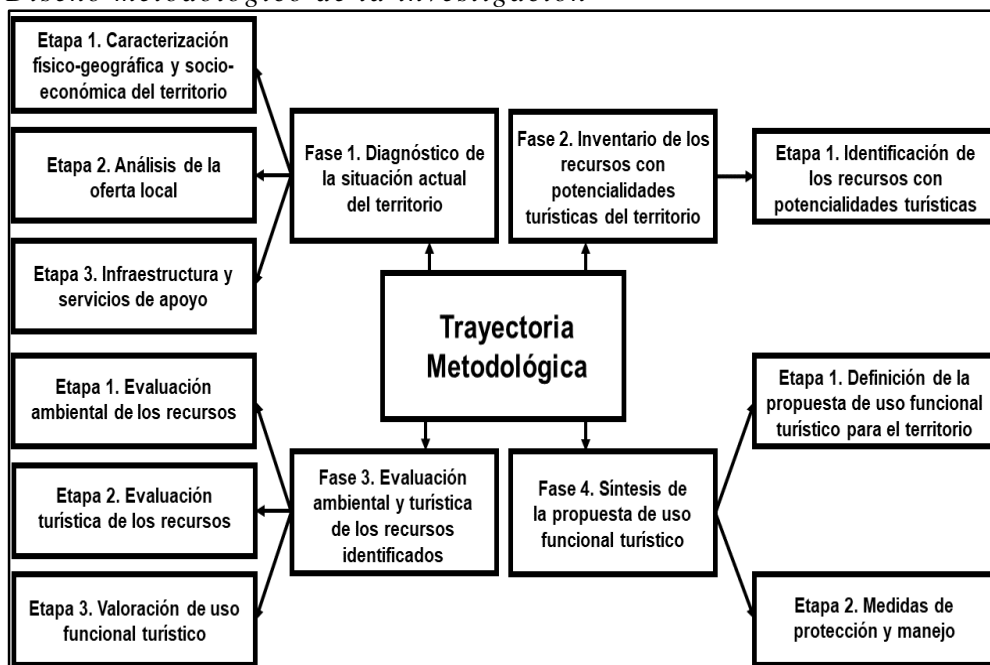 Diseño metodológico de la investigación
Etapa 1. Caracterización
físico-geográfica y socio-
económica del territorio
Etapa 2. Análisis de la
oferta local
Etapa 3. Infraestructura y
servicios de apoyo
Fase 1. Diagnóstico de
la situación actual
del territorio
Fase 2. Inventario de los
recursos con
potencialidades
turísticas del territorio
Etapa 1. Identificación de
los recursos con
potencialidades turísticas
Trayectoria
Metodológica
Etapa 1. Evaluación
ambiental de los recursos
Etapa 2. Evaluación
turística de los recursos
Etapa 3. Valoración de uso
funcional turístico
Fase 3. Evaluación
ambiental y turística
de los recursos
identificados
Fase 4. Síntesis de
la propuesta de uso
funcional turístico
Etapa 1. Definición de la
propuesta de uso funcional
turístico para el territorio
Etapa 2. Medidas de
protección y manejo